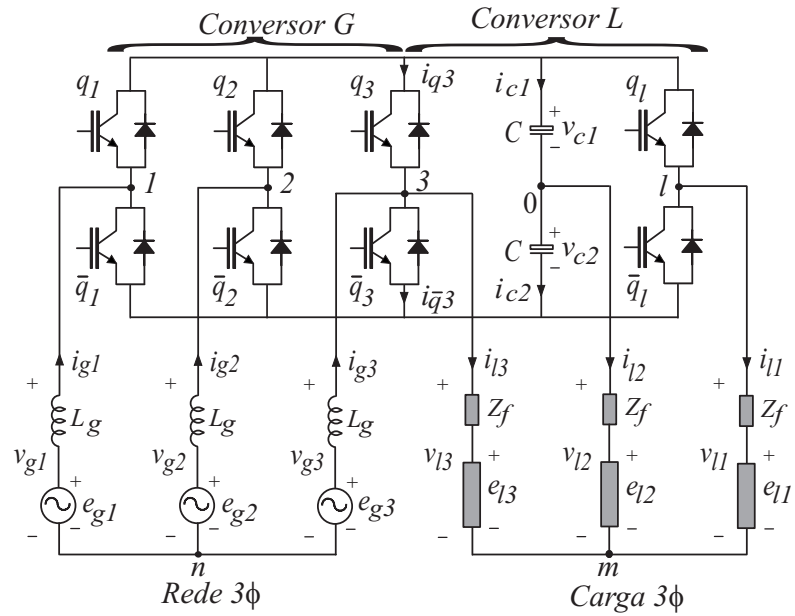 Conversor G Conversor L
q1 q2 q3 iq3 ic1 ql
C + − vc1
1 2 3 0 l
q̄1 q̄2 q̄3 iq̄3 C + − vc2 ic2 q̄l
ig1 ig2 ig3 il3 il2 il1
+ Lg + Lg + Lg + Zf + Zf + Zf
vg1 vg2 vg3 vl3 vl2 vl1
+ eg1 + eg2 + eg3 + el3 + el2 + el1
− − − − − − − − − − − −
n m
Rede 3ϕ Carga 3ϕ